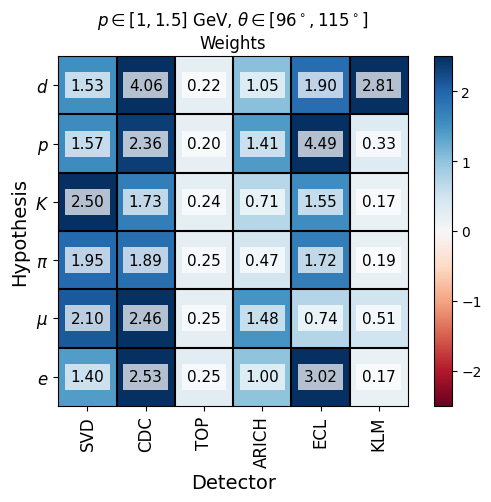 p ∈ [1, 1.5] GeV, θ ∈ [96°, 115°]
Weights
Hypothesis
d 1.53 4.06 0.22 1.05 1.90 2.81
p 1.57 2.36 0.20 1.41 4.49 0.33
K 2.50 1.73 0.24 0.71 1.55 0.17
π 1.95 1.89 0.25 0.47 1.72 0.19
μ 2.10 2.46 0.25 1.48 0.74 0.51
e 1.40 2.53 0.25 1.00 3.02 0.17
SVD CDC TOP ARICH ECL KLM
Detector
2
1
0
−1
−2